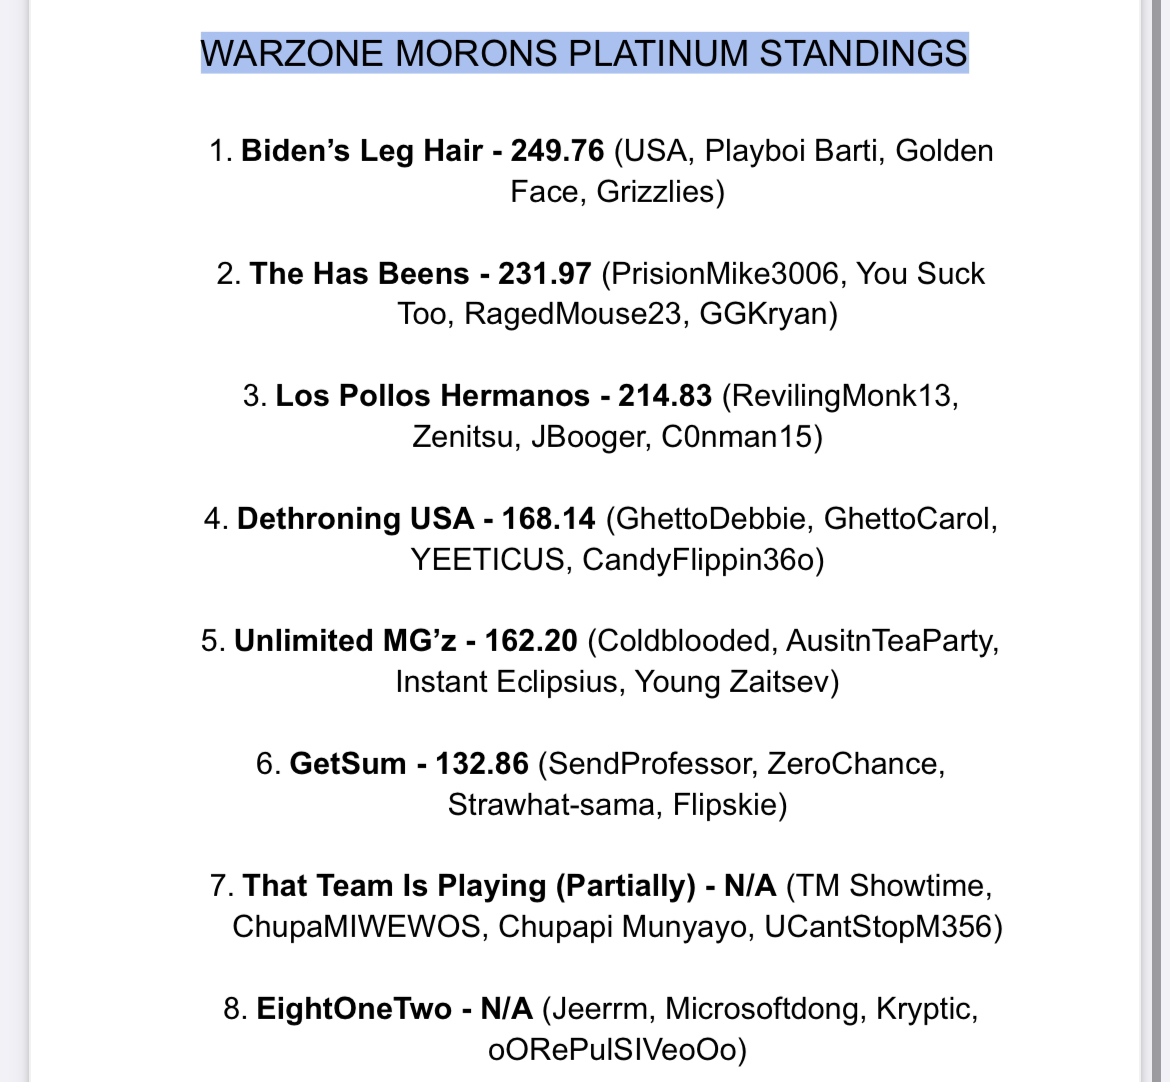 WARZONE MORONS PLATINUM STANDINGS
1. Biden’s Leg Hair - 249.76 (USA, Playboi Barti, Golden
Face, Grizzlies)
2. The Has Beens - 231.97 (PrisionMike3006, You Suck
Too, RagedMouse23, GGKryan)
3. Los Pollos Hermanos - 214.83 (RevilingMonk13,
Zenitsu, JBooger, C0nman15)
4. Dethroning USA - 168.14 (GhettoDebbie, GhettoCarol,
YEETICUS, CandyFlippin36o)
5. Unlimited MG’z - 162.20 (Coldblooded, AusitnTeaParty,
Instant Eclipsius, Young Zaitsev)
6. GetSum - 132.86 (SendProfessor, ZeroChance,
Strawhat-sama, Flipskie)
7. That Team Is Playing (Partially) - N/A (TM Showtime,
ChupaMIWEWOS, Chupapi Munyayo, UCantStopM356)
8. EightOneTwo - N/A (Jeerrm, Microsoftdong, Kryptic,
oORePulSIVeoOo)